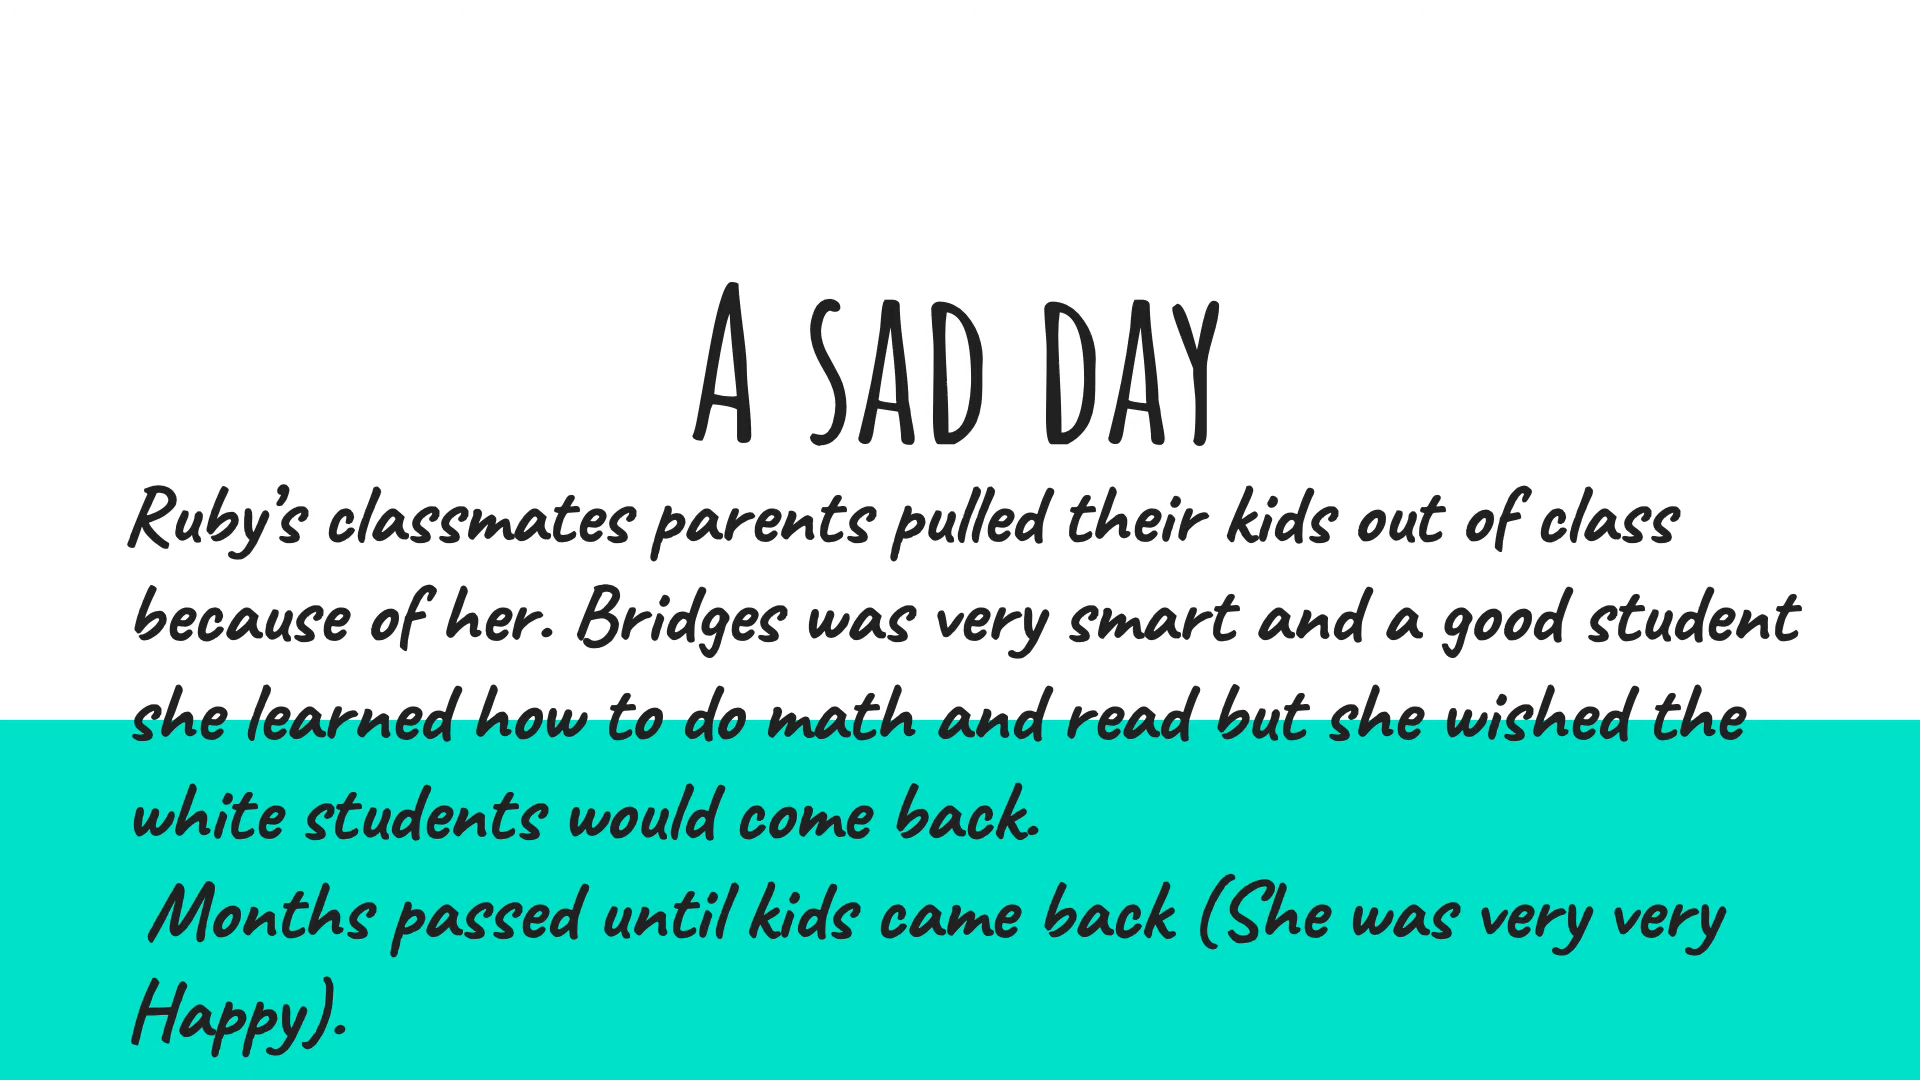 A sad day
Ruby’s classmates parents pulled their kids out of class
because of her. Bridges was very smart and a good student
she learned how to do math and read but she wished the
white students would come back.
Months passed until kids came back (She was very very
Happy).